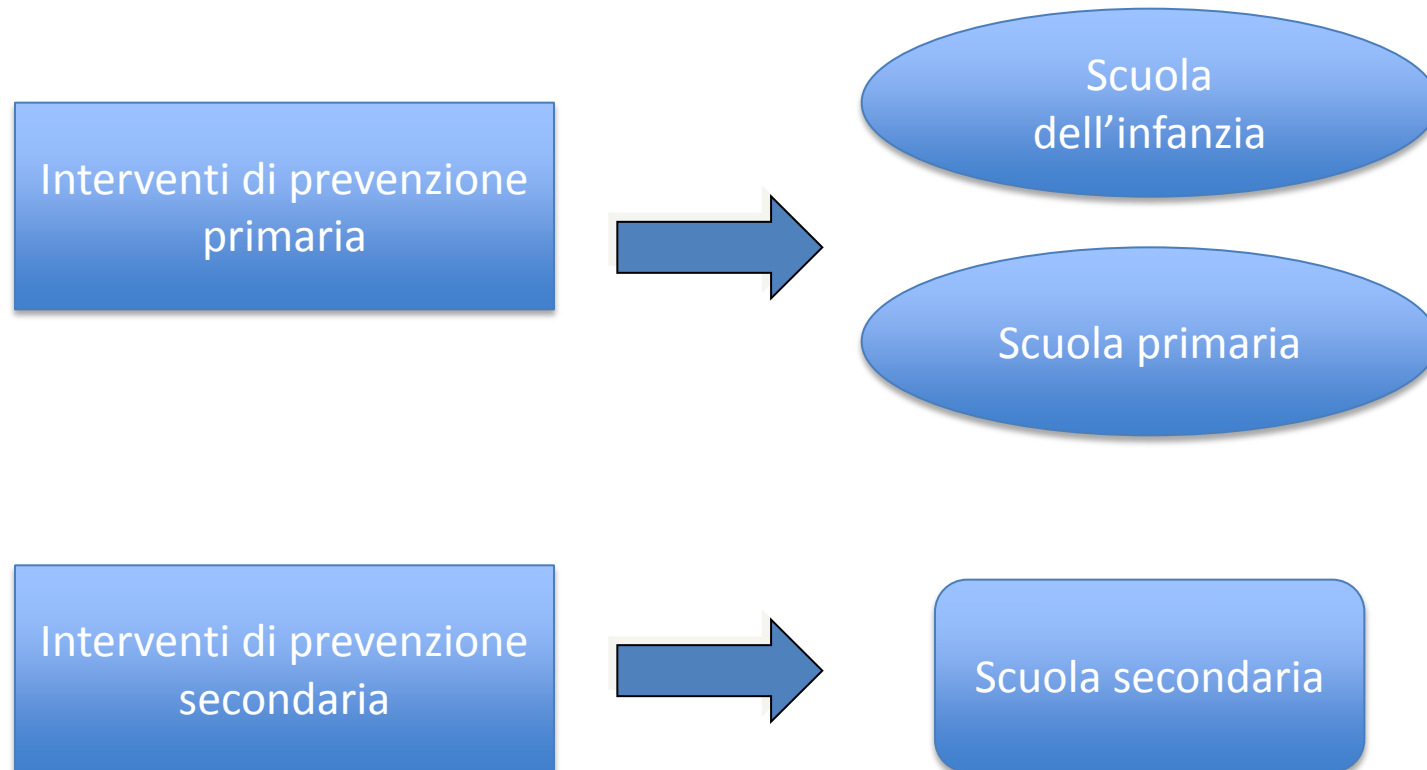 Interventi di prevenzione
primaria
Scuola
dell’infanzia
Scuola primaria
Interventi di prevenzione
secondaria
Scuola secondaria